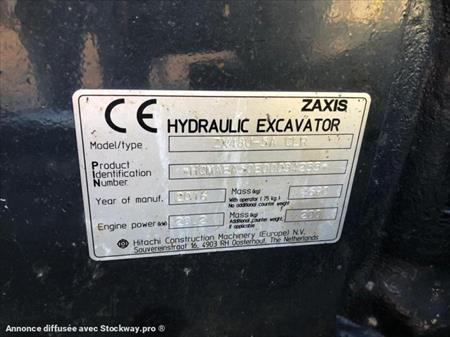 ZAXIS
CE HYDRAULIC EXCAVATOR
Model/type
Product
Identification
Number
Year of manuf. 2016 Mass (kg)
With operator (75 kg)
No additional counter weight
Engine power (kW) 28.2 Mass (kg)
Additional
counter weight
Hitachi Construction Machinery (Europe) N.V.
Souvereinstraat 16, 4903 RH Oosterhout, The Netherlands
Annonce diffusée avec Stockway.pro ®